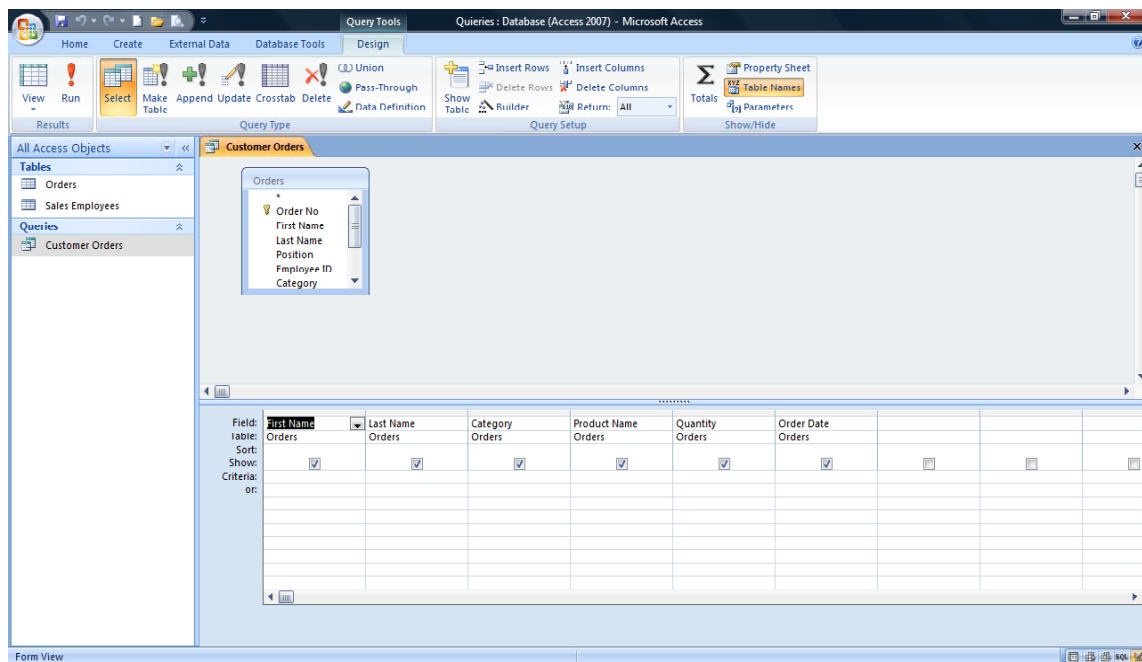 Query Tools
Quieries : Database (Access 2007) - Microsoft Access
Home Create External Data Database Tools Design
View
Run
Results
Select
Make Table
Append
Update
Crosstab
Delete
Union
Pass-Through
Data Definition
Query Type
Show Table
Insert Rows
Delete Rows
Builder
Insert Columns
Delete Columns
Return: All
Query Setup
Totals
Property Sheet
Table Names
Parameters
Show/Hide
All Access Objects
Tables
Orders
Sales Employees
Queries
Customer Orders
Customer Orders
Orders
*
Order No
First Name
Last Name
Position
Employee ID
Category
Field: First Name Last Name Category Product Name Quantity Order Date
Table: Orders Orders Orders Orders Orders Orders
Sort:
Show:
Criteria:
or:
Form View
SQL